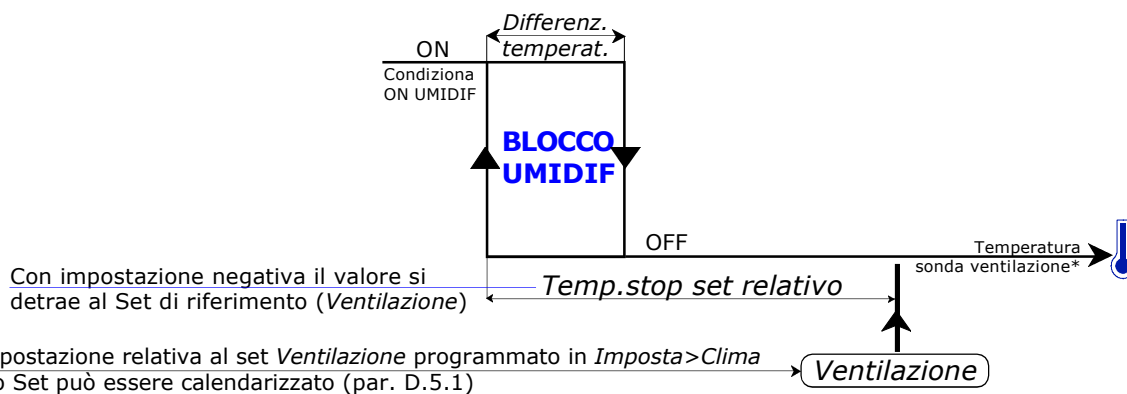 Differenz.
temperat.
ON
Condiziona
ON UMIDIF
BLOCCO
UMIDIF
OFF
Temperatura
sonda ventilazione*
Con impostazione negativa il valore si
detrae al Set di riferimento (Ventilazione)
Temp.stop set relativo
postazione relativa al set Ventilazione programmato in Imposta>Clima
o Set può essere calendarizzato (par. D.5.1)
Ventilazione